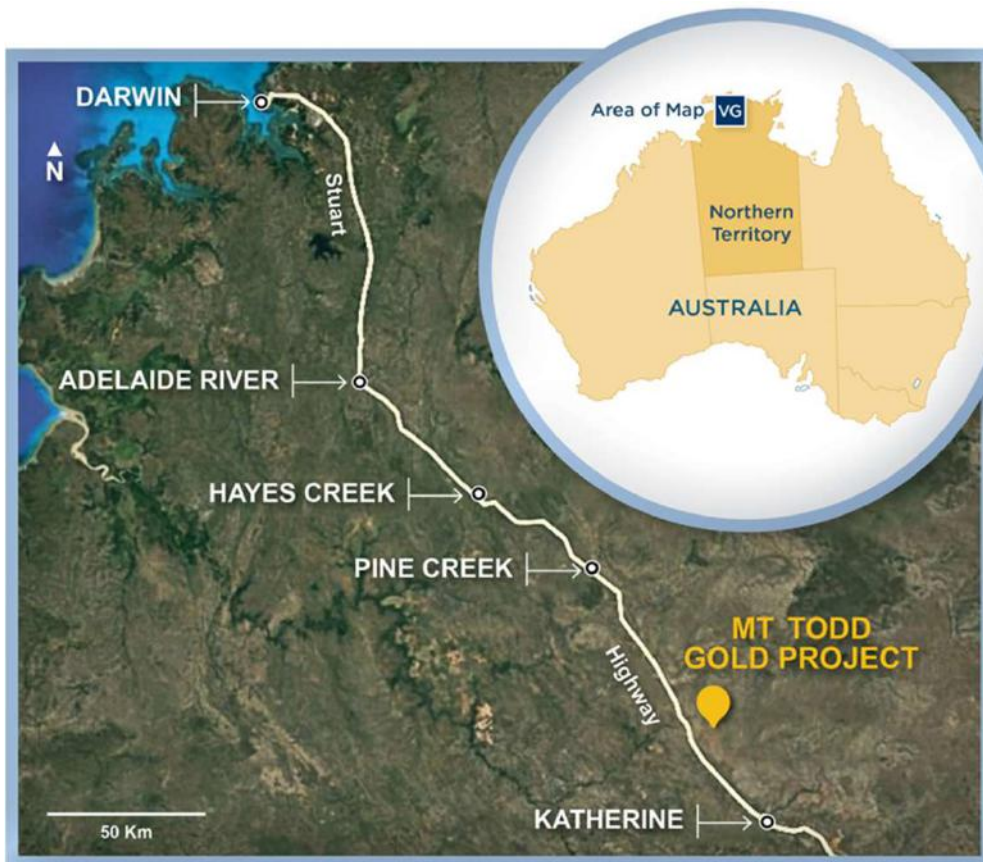 DARWIN
Area of Map
VG
N
Stuart
Northern
Territory
AUSTRALIA
ADELAIDE RIVER
HAYES CREEK
PINE CREEK
MT TODD
GOLD PROJECT
Highway
KATHERINE
50 Km